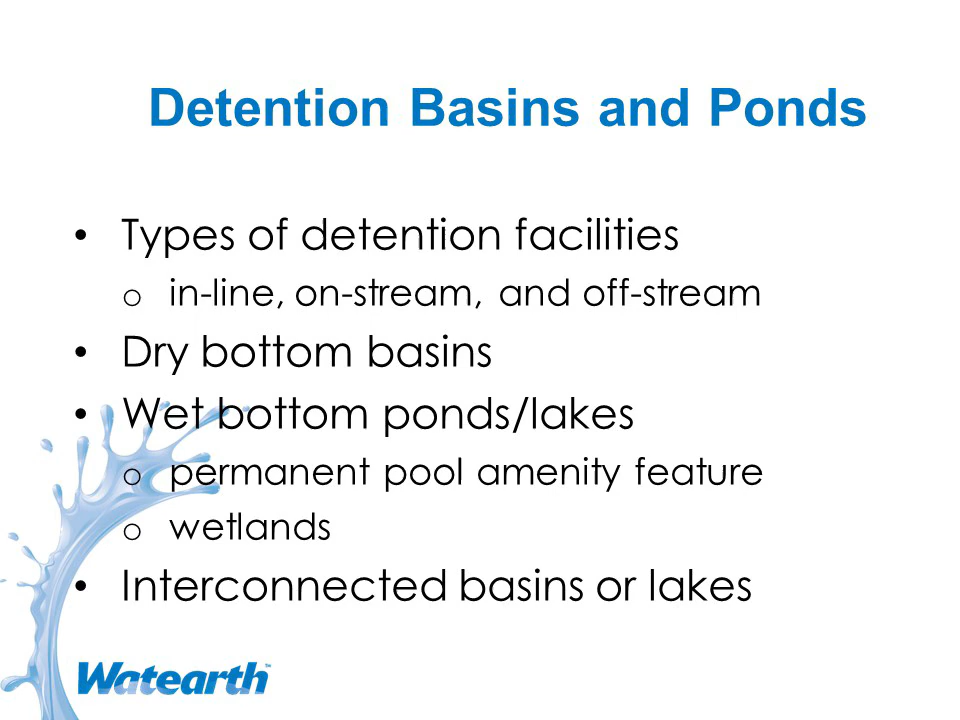 Detention Basins and Ponds
• Types of detention facilities
o in-line, on-stream, and off-stream
• Dry bottom basins
• Wet bottom ponds/lakes
o permanent pool amenity feature
o wetlands
• Interconnected basins or lakes
Watearth™